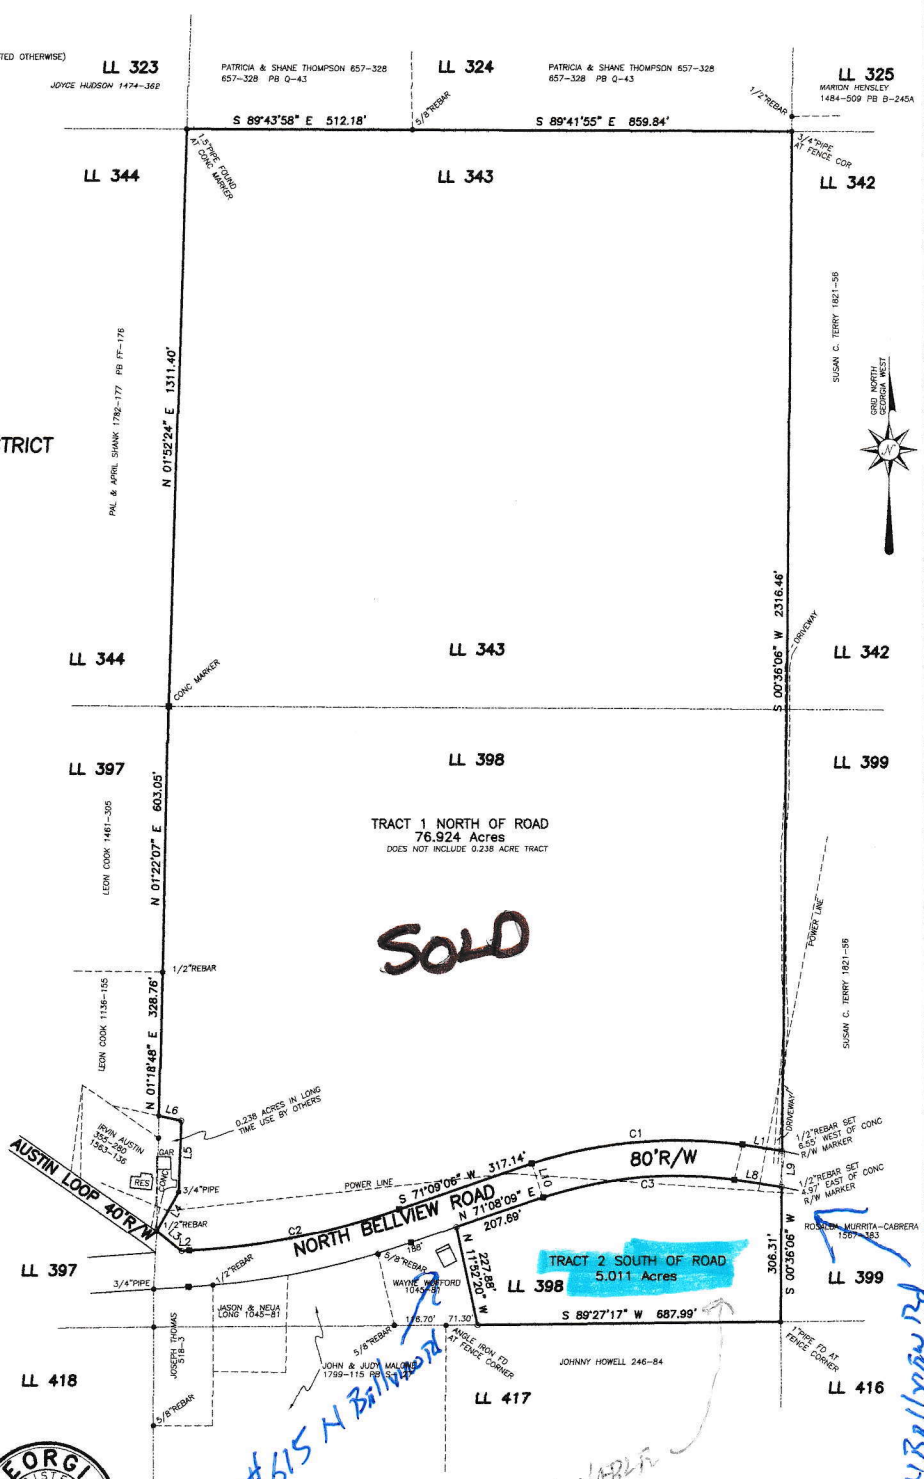 TED OTHERWISE)
LL 323
JOYCE HUDSON 1474-362
PATRICIA & SHANE THOMPSON 657-328
657-328 PB Q-43
LL 324
PATRICIA & SHANE THOMPSON 657-328
657-328 PB Q-43
LL 325
MARION HENSLEY
1484-509 PB B-245A
S 89°43'58" E 512.18'
5/8"REBAR
S 89°41'55" E 859.84'
1/2"REBAR
3/4"PIPE
AT FENCE COR
1.5"PIPE FOUND
AT CONC MARKER
LL 344
LL 343
LL 342
PAL & APRIL SHANK 1782-177 PB FF-176
N 01°52'24" E 1311.40'
SUSAN C. TERRY 1821-56
GRID NORTH
GEORGIA WEST
N
TRICT
S 00°36'06" W 2316.46'
DRIVEWAY
LL 344
CONC MARKER
LL 343
LL 342
LL 397
LL 398
LL 399
LEON COOK 1461-305
N 01°22'07" E 603.05'
TRACT 1 NORTH OF ROAD
76.924 Acres
DOES NOT INCLUDE 0.238 ACRE TRACT
SOLD
POWER LINE
SUSAN C. TERRY 1821-56
1/2"REBAR
LEON COOK 1136-155
N 01°18'48" E 328.76'
L6
0.238 ACRES IN LONG
TIME USE BY OTHERS
IRVIN AUSTIN
355-280
1563-136
GAR
CONC
RES
L5
L4
3/4"PIPE
1/2"REBAR
L3
L2
AUSTIN LOOP 40'R/W
POWER LINE
C2
S 71°09'06" W 317.14'
NORTH BELLVIEW ROAD
N 71°08'09" E
207.69'
L10
C1
80'R/W
C3
L1
L8
L9
DRIVEWAY
1/2"REBAR SET
6.55' WEST OF CONC
R/W MARKER
1/2"REBAR SET
4.97' EAST OF CONC
R/W MARKER
MURRITA-CABRERA
1567-383
LL 397
3/4"PIPE
1/2"REBAR
5/8"REBAR
186'
WAYNE WOFFORD
1045-81
N 11°52'20" W
227.88'
LL 398
TRACT 2 SOUTH OF ROAD
5.011 Acres
306.31'
S 00°36'06" W
LL 399
JOSEPH THOMAS
518-3
JASON & NEUA
LONG 1045-81
5/8"REBAR
116.70'
71.30'
ANGLE IRON FD
AT FENCE CORNER
S 89°27'17" W 687.99'
1"PIPE FD AT
FENCE CORNER
JOHN & JUDY MALONE
1799-115
JOHNNY HOWELL 246-84
LL 418
5/8"REBAR
LL 417
LL 416
#615 N Bellview Rd
EORGI